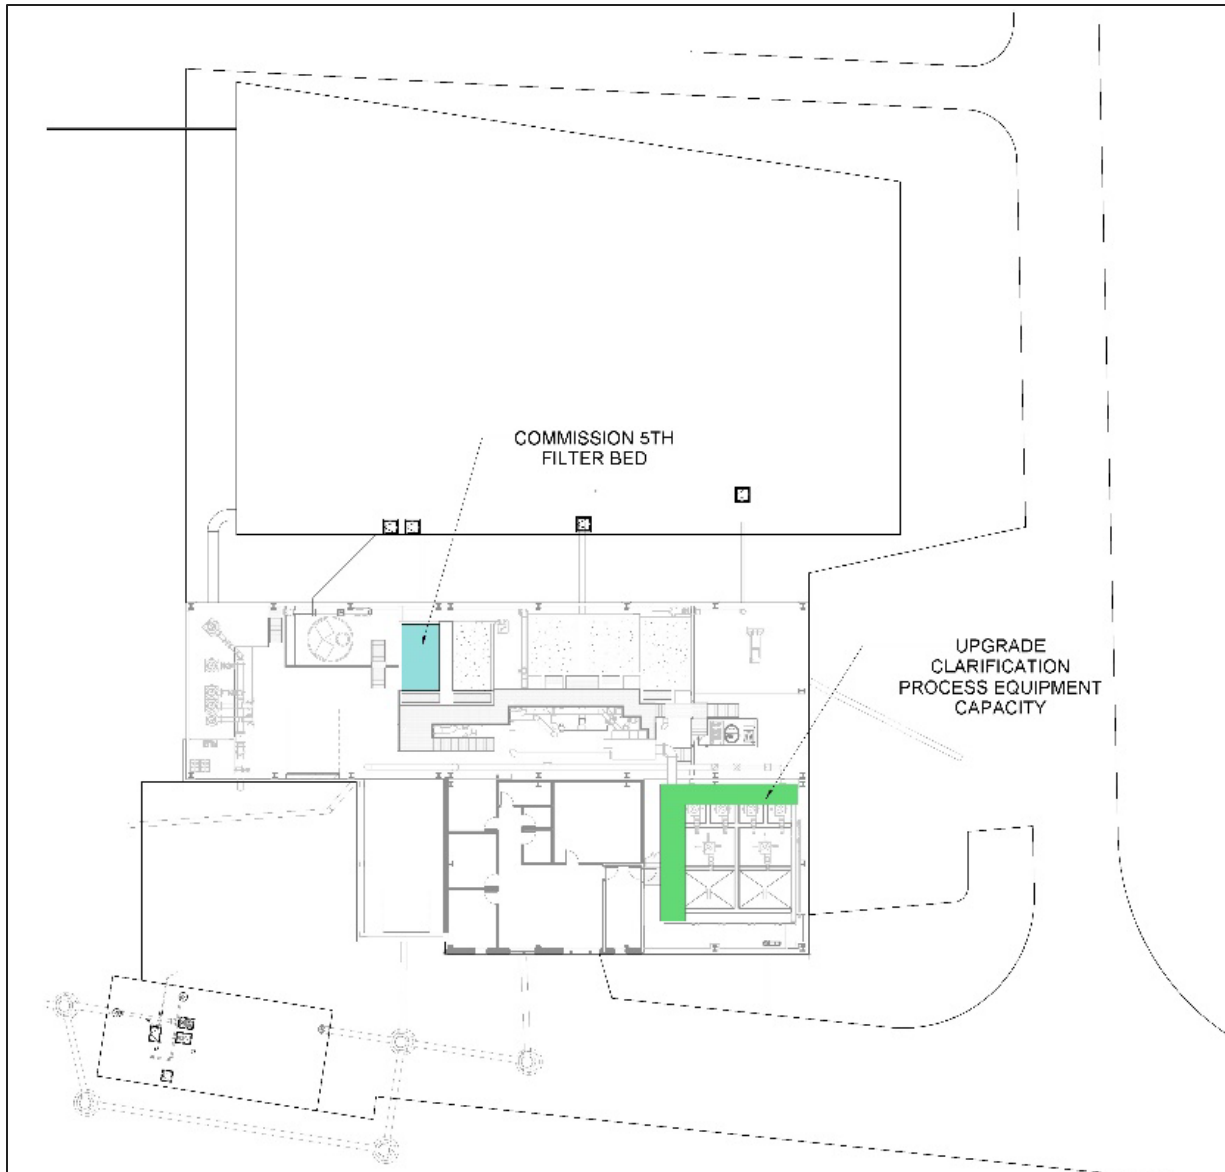 COMMISSION 5TH
FILTER BED
UPGRADE
CLARIFICATION
PROCESS EQUIPMENT
CAPACITY